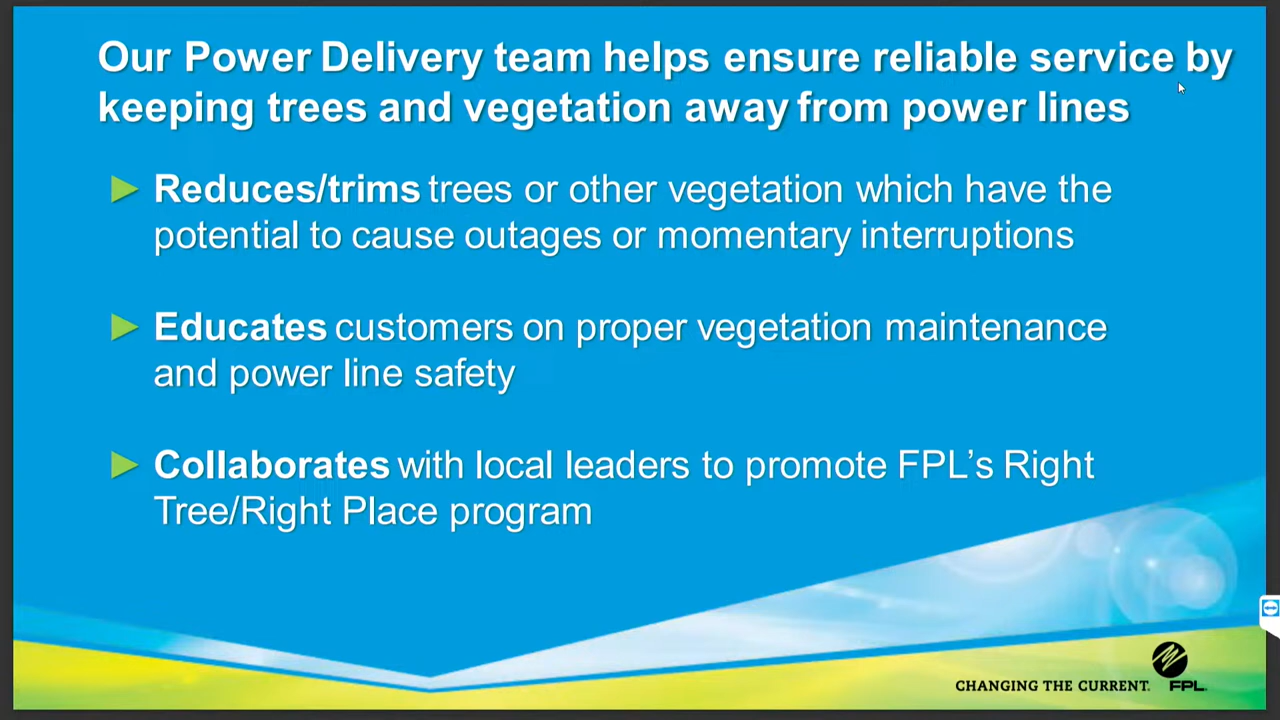 Our Power Delivery team helps ensure reliable service by
keeping trees and vegetation away from power lines
Reduces/trims trees or other vegetation which have the
potential to cause outages or momentary interruptions
Educates customers on proper vegetation maintenance
and power line safety
Collaborates with local leaders to promote FPL’s Right
Tree/Right Place program
CHANGING THE CURRENT.
FPL.